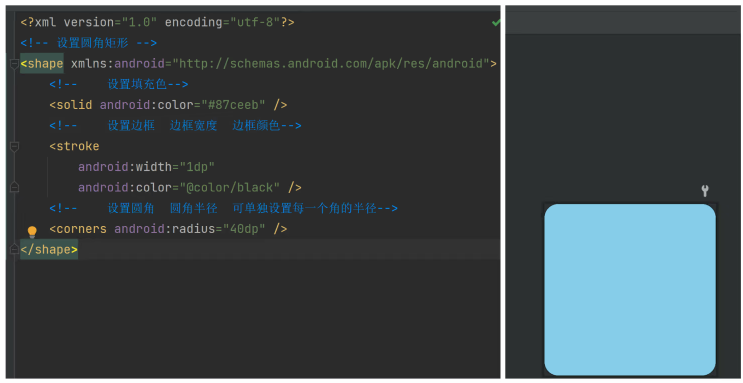 <?xml version="1.0" encoding="utf-8"?>
<!-- 设置圆角矩形 -->
<shape xmlns:android="http://schemas.android.com/apk/res/android">
<!--    设置填充色-->
<solid android:color="#87ceeb" />
<!--    设置边框  边框宽度  边框颜色-->
<stroke
android:width="1dp"
android:color="@color/black" />
<!--    设置圆角  圆角半径  可单独设置每一个角的半径-->
<corners android:radius="40dp" />
</shape>